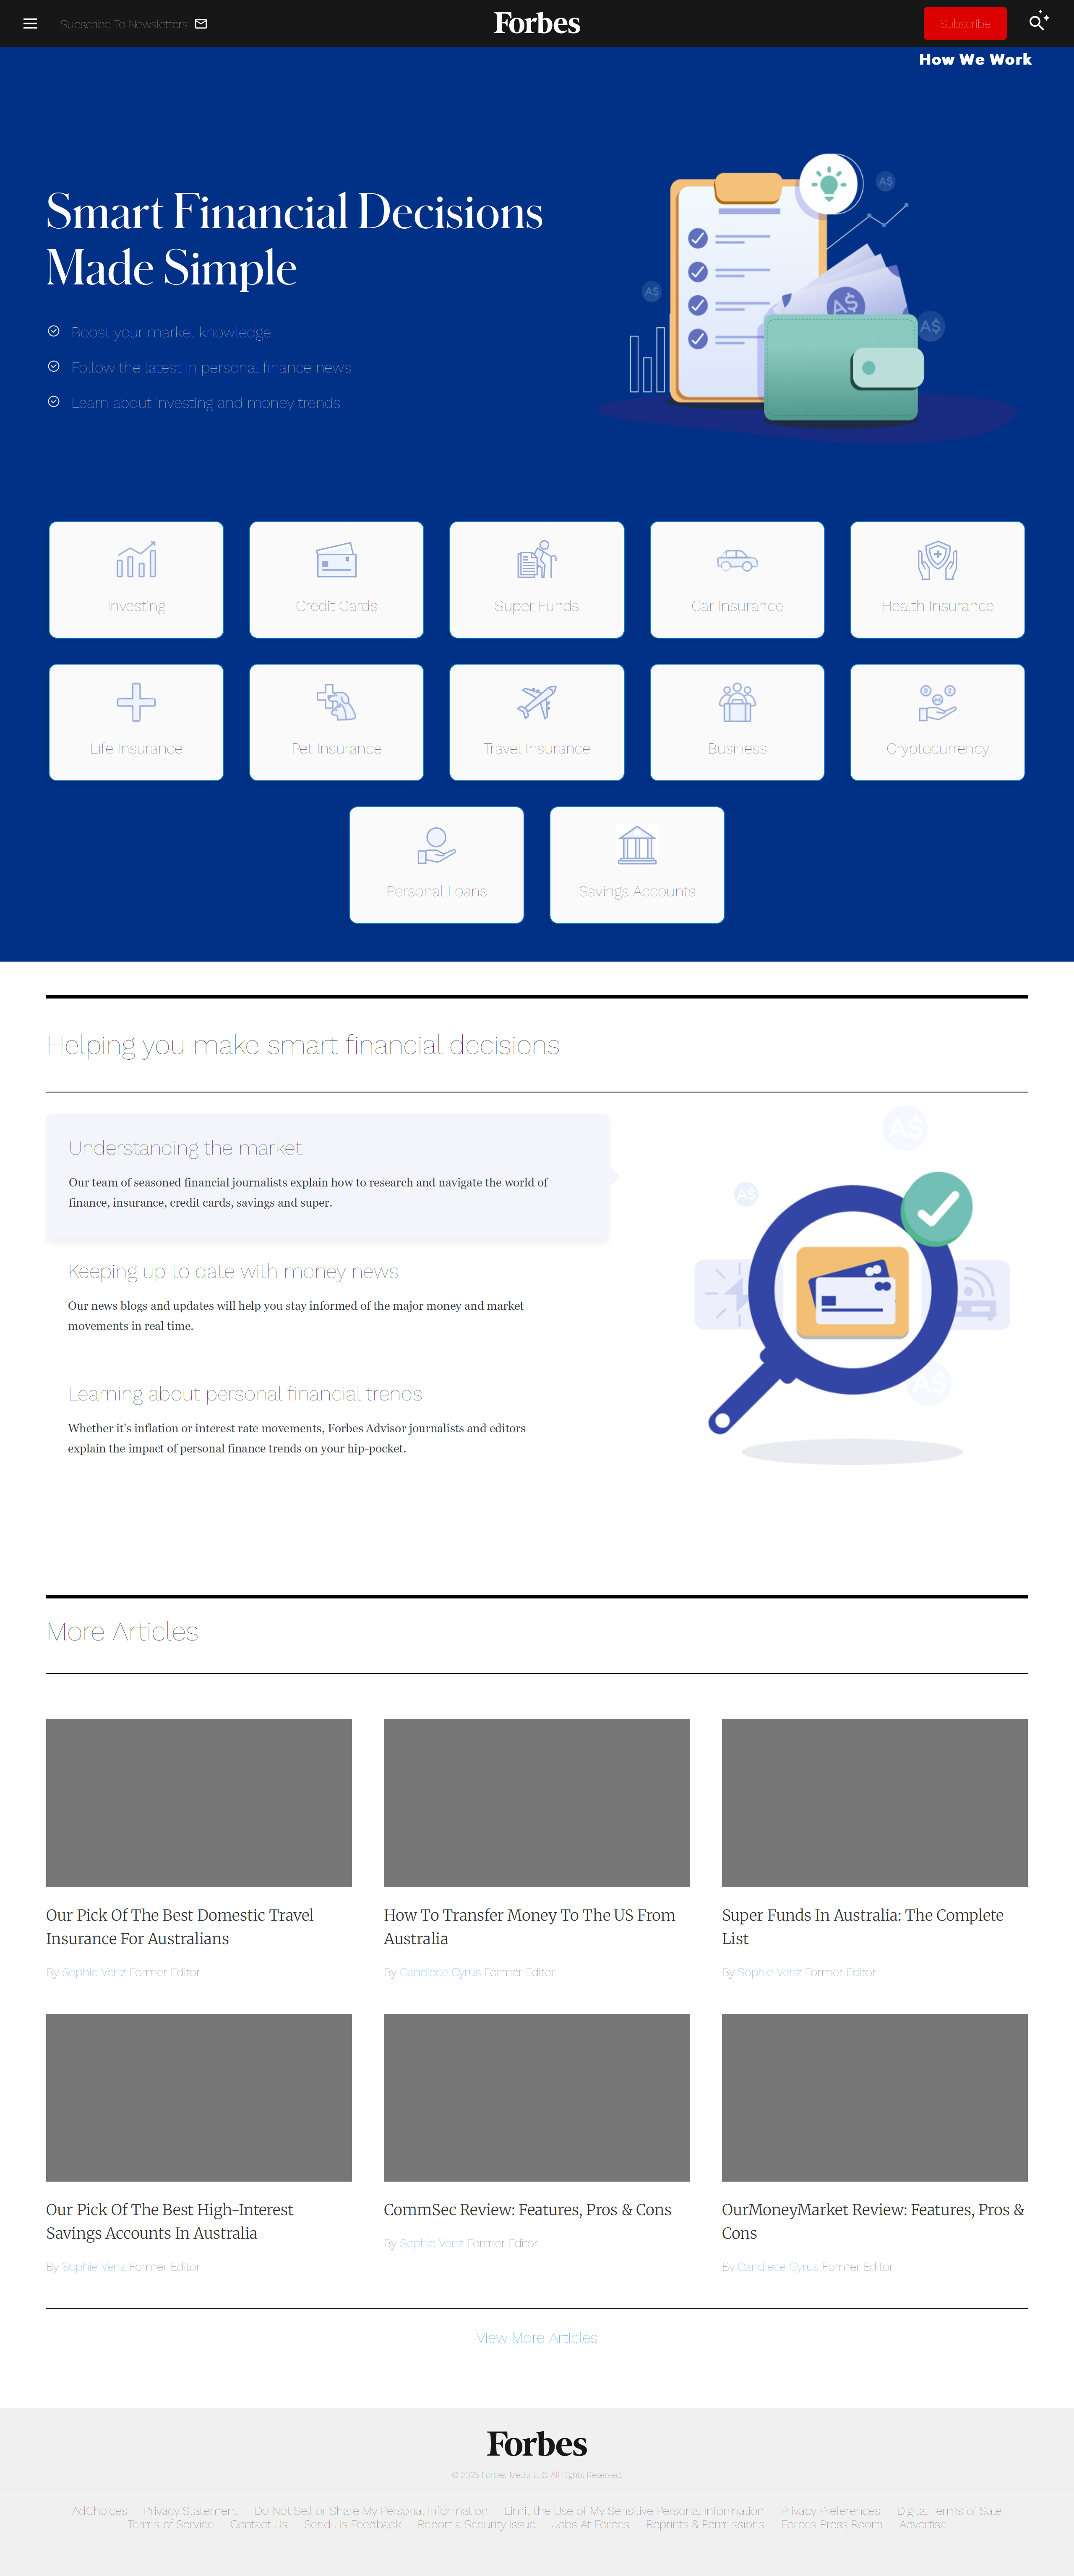 Subscribe To Newsletters
Forbes
Subscribe
How We Work
Smart Financial Decisions
Made Simple
A$
Boost your market knowledge
A$
A$
A$
Follow the latest in personal finance news
Learn about investing and money trends
Investing
Credit Cards
Super Funds
Car Insurance
Health Insurance
Life Insurance
Pet Insurance
Travel Insurance
Business
Cryptocurrency
Personal Loans
Savings Accounts
Helping you make smart financial decisions
A$
Understanding the market
Our team of seasoned financial journalists explain how to research and navigate the world of
finance, insurance, credit cards, savings and super.
A$
Keeping up to date with money news
Our news blogs and updates will help you stay informed of the major money and market
movements in real time.
A$
Learning about personal financial trends
Whether it's inflation or interest rate movements, Forbes Advisor journalists and editors
explain the impact of personal finance trends on your hip-pocket.
More Articles
Our Pick Of The Best Domestic Travel
Insurance For Australians
By Sophie Venz Former Editor
How To Transfer Money To The US From
Australia
By Candiece Cyrus Former Editor
Super Funds In Australia: The Complete
List
By Sophie Venz Former Editor
Our Pick Of The Best High-Interest
Savings Accounts In Australia
By Sophie Venz Former Editor
CommSec Review: Features, Pros & Cons
By Sophie Venz Former Editor
OurMoneyMarket Review: Features, Pros &
Cons
By Candiece Cyrus Former Editor
View More Articles
Forbes
© 2025 Forbes Media LLC. All Rights Reserved.
AdChoices Privacy Statement Do Not Sell or Share My Personal Information Limit the Use of My Sensitive Personal Information Privacy Preferences Digital Terms of Sale
Terms of Service Contact Us Send Us Feedback Report a Security Issue Jobs At Forbes Reprints & Permissions Forbes Press Room Advertise